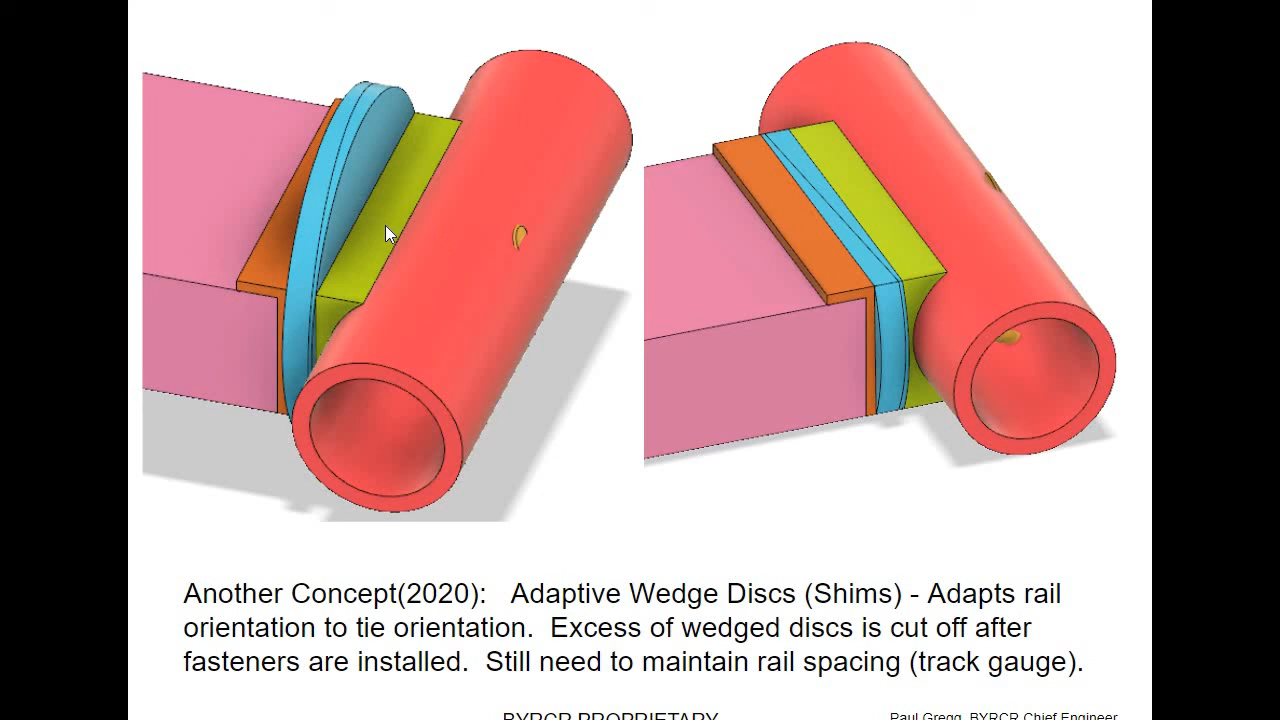 Another Concept(2020):   Adaptive Wedge Discs (Shims) - Adapts rail
orientation to tie orientation.  Excess of wedged discs is cut off after
fasteners are installed.  Still need to maintain rail spacing (track gauge).
BYRCR PROPRIETARY
Paul Gregg, BYRCR Chief Engineer